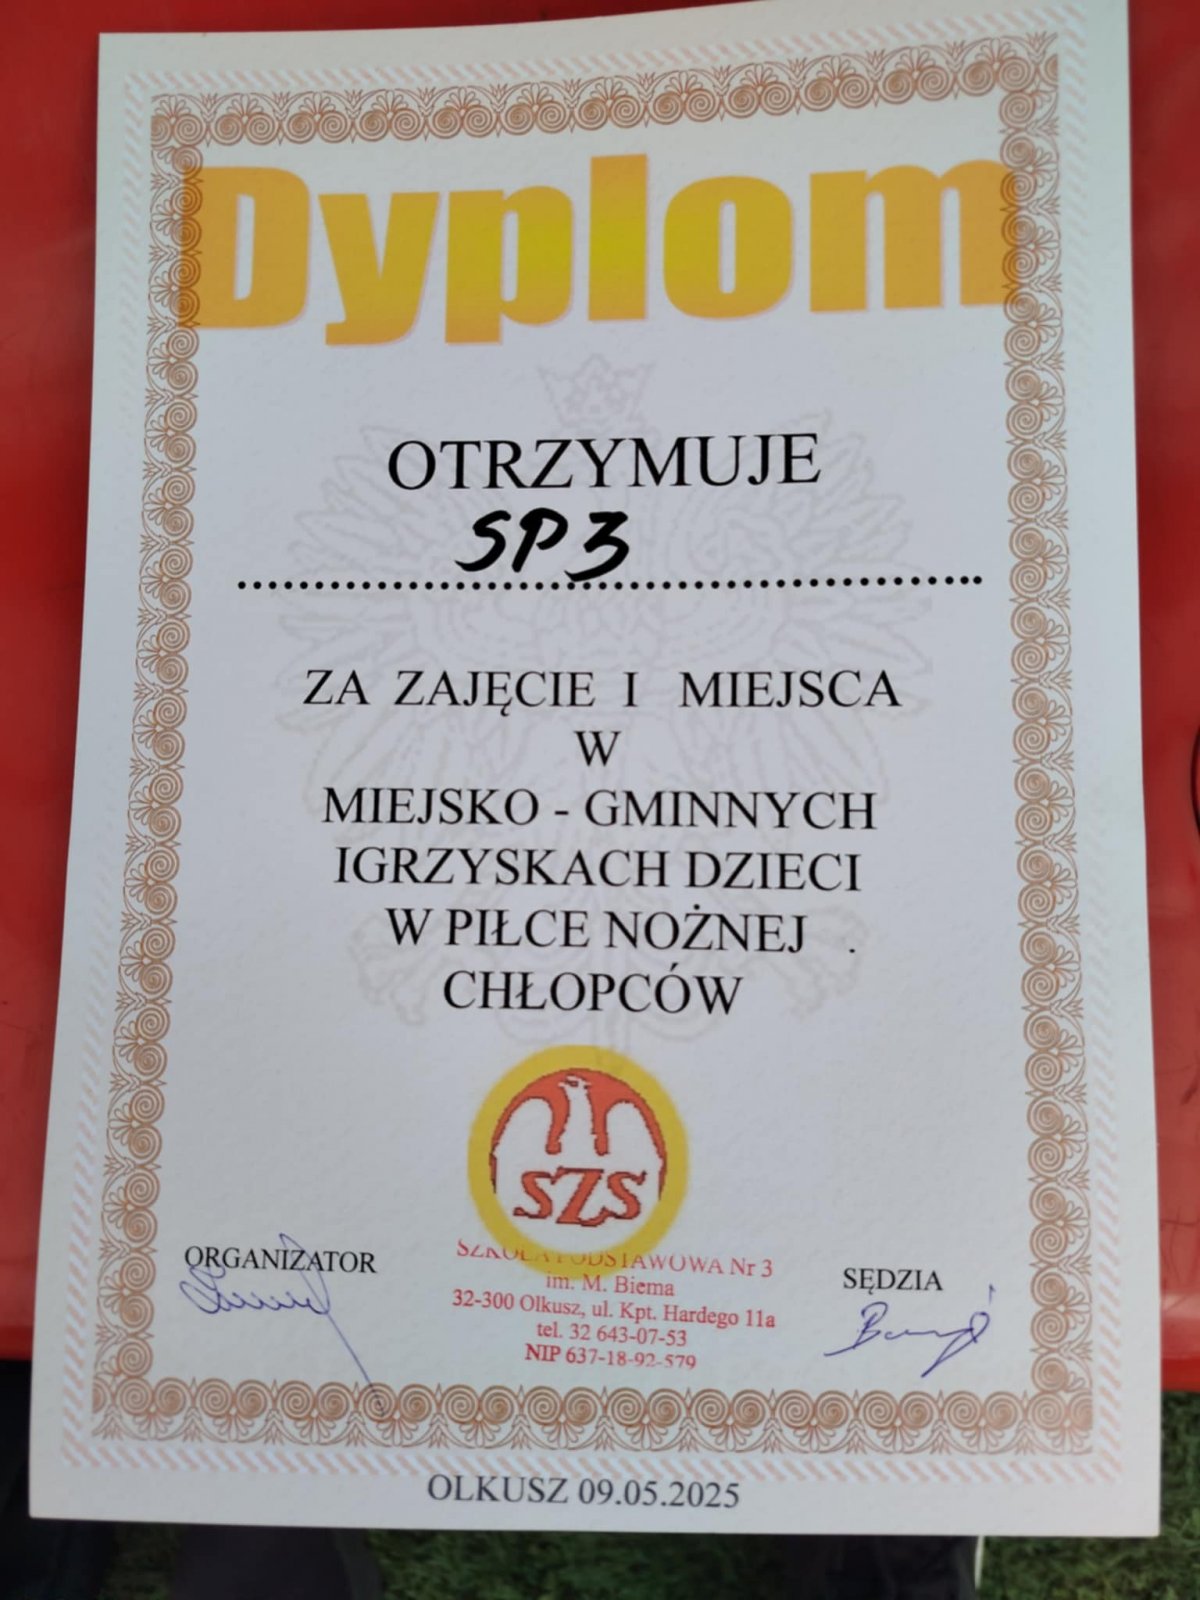 Dyplom
OTRZYMUJE
SP3
ZA ZAJĘCIE I MIEJSCA
W
MIEJSKO - GMINNYCH
IGRZYSKACH DZIECI
W PIŁCE NOŻNEJ .
CHŁOPCÓW
SZS
ORGANIZATOR
SZKOŁA PODSTAWOWA Nr 3
im. M. Biema
32-300 Olkusz, ul. Kpt. Hardego 11a
tel. 32 643-07-53
NIP 637-18-92-579
SĘDZIA
OLKUSZ 09.05.2025